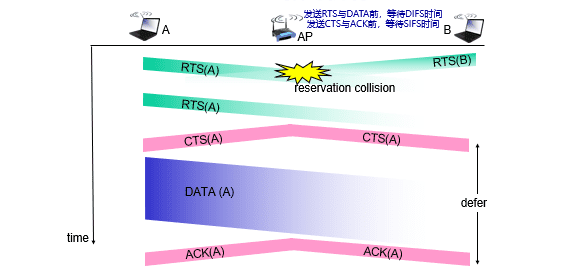 发送RTS与DATA前，等待DIFS时间
发送CTS与ACK前，等待SIFS时间
A
AP
B
RTS(A)
RTS(B)
reservation collision
RTS(A)
CTS(A)
CTS(A)
DATA (A)
defer
time
ACK(A)
ACK(A)